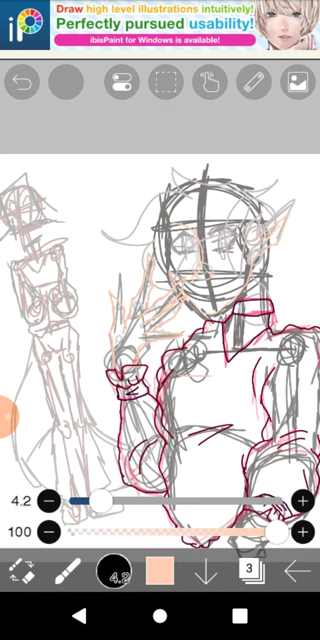 iP
Draw high level illustrations intuitively!
Perfectly pursued usability!
ibisPaint for Windows is available!
4.2
100
4.2
3